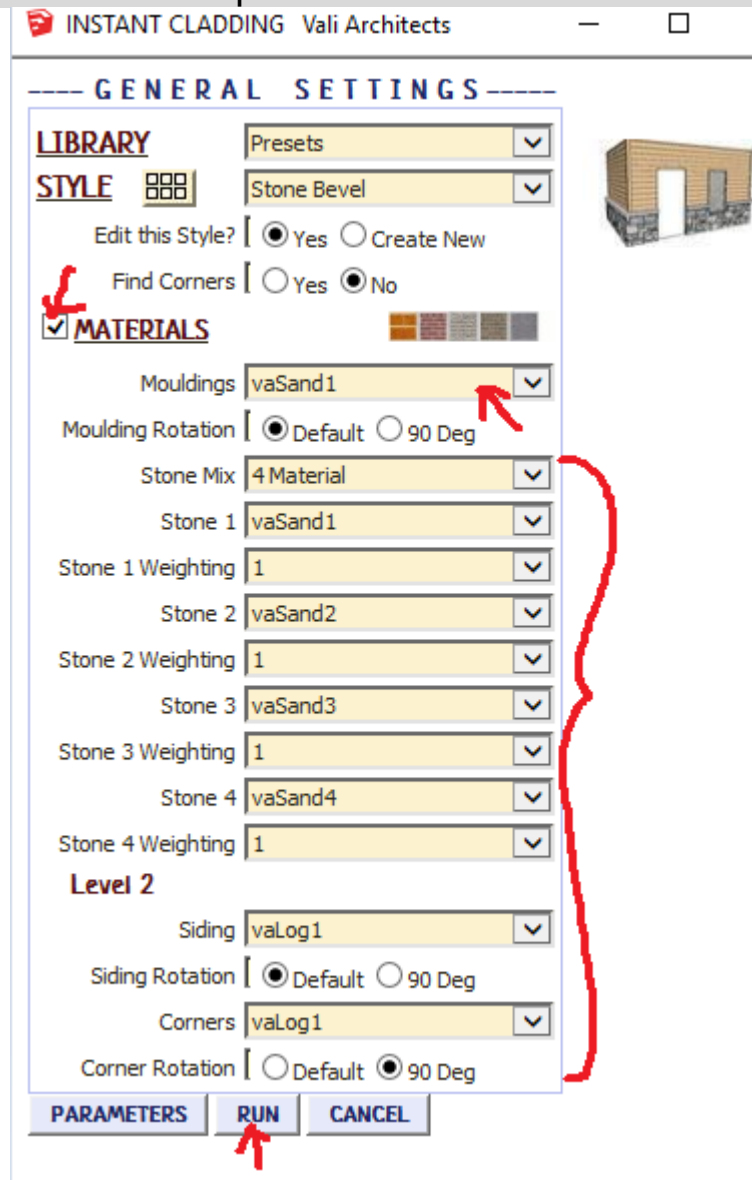 INSTANT CLADDING Vali Architects
---- GENERAL SETTINGS-----
LIBRARY Presets
STYLE Stone Bevel
Edit this Style? Yes Create New
Find Corners Yes No
MATERIALS
Mouldings vaSand1
Moulding Rotation Default 90 Deg
Stone Mix 4 Material
Stone 1 vaSand1
Stone 1 Weighting 1
Stone 2 vaSand2
Stone 2 Weighting 1
Stone 3 vaSand3
Stone 3 Weighting 1
Stone 4 vaSand4
Stone 4 Weighting 1
Level 2
Siding vaLog1
Siding Rotation Default 90 Deg
Corners vaLog1
Corner Rotation Default 90 Deg
PARAMETERS RUN CANCEL